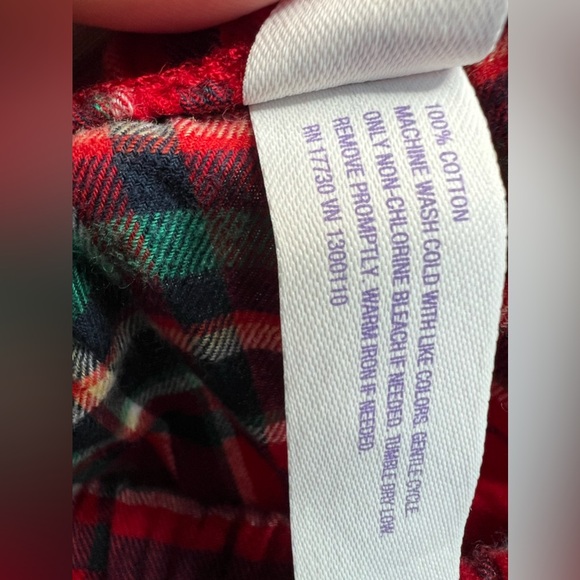 100% COTTON
MACHINE WASH COLD WITH LIKE COLORS. GENTLE CYCLE.
ONLY NON-CHLORINE BLEACH IF NEEDED. TUMBLE DRY LOW.
REMOVE PROMPTLY. WARM IRON IF NEEDED
RN 17730 VN 1300110